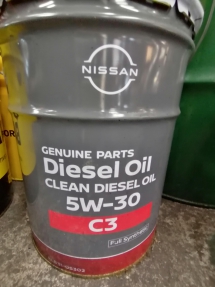 NISSAN
GENUINE PARTS
Diesel Oil
CLEAN DIESEL OIL
5W-30
C3
Full Synthetic